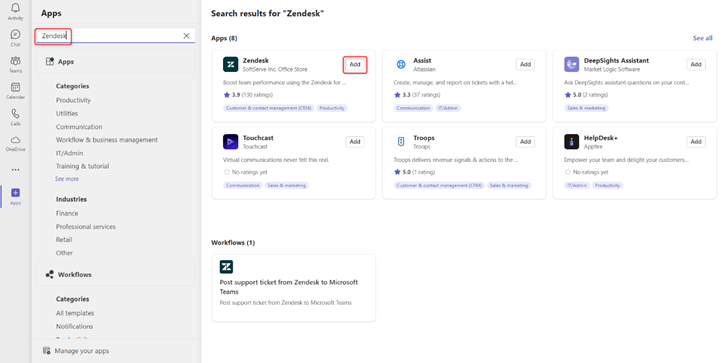 Activity
Chat
Teams
Calendar
Calls
OneDrive
Apps
Apps
Zendesk
Apps
Categories
Productivity
Utilities
Communication
Workflow & business management
IT/Admin
Training & tutorial
See more
Industries
Finance
Professional services
Retail
Other
Workflows
Categories
All templates
Notifications
Manage your apps
Search results for "Zendesk"
Apps (8)
See all
Zendesk
SoftServe Inc. Office Store
Add
Boost team performance using the Zendesk for ...
3.9 (130 ratings)
Customer & contact management (CRM) Productivity
Assist
Atlassian
Add
Create, manage, and report on tickets with a hel...
3.3 (37 ratings)
Communication IT/Admin
DeepSights Assistant
Market Logic Software
Add
Ask DeepSights Assistant questions on your cont...
5.0 (2 ratings)
Sales & marketing
Touchcast
Touchcast
Add
Virtual communications never felt this real.
No ratings yet
Communication Sales & marketing
Troops
Troops
Add
Troops delivers revenue signals & actions to the ...
5.0 (1 rating)
Customer & contact management (CRM) Sales & marketing
HelpDesk+
Appfire
Add
Empower your team and delight your customers...
No ratings yet
IT/Admin Productivity
Workflows (1)
Post support ticket from Zendesk to Microsoft
Teams
Post support ticket from Zendesk to Microsoft Teams